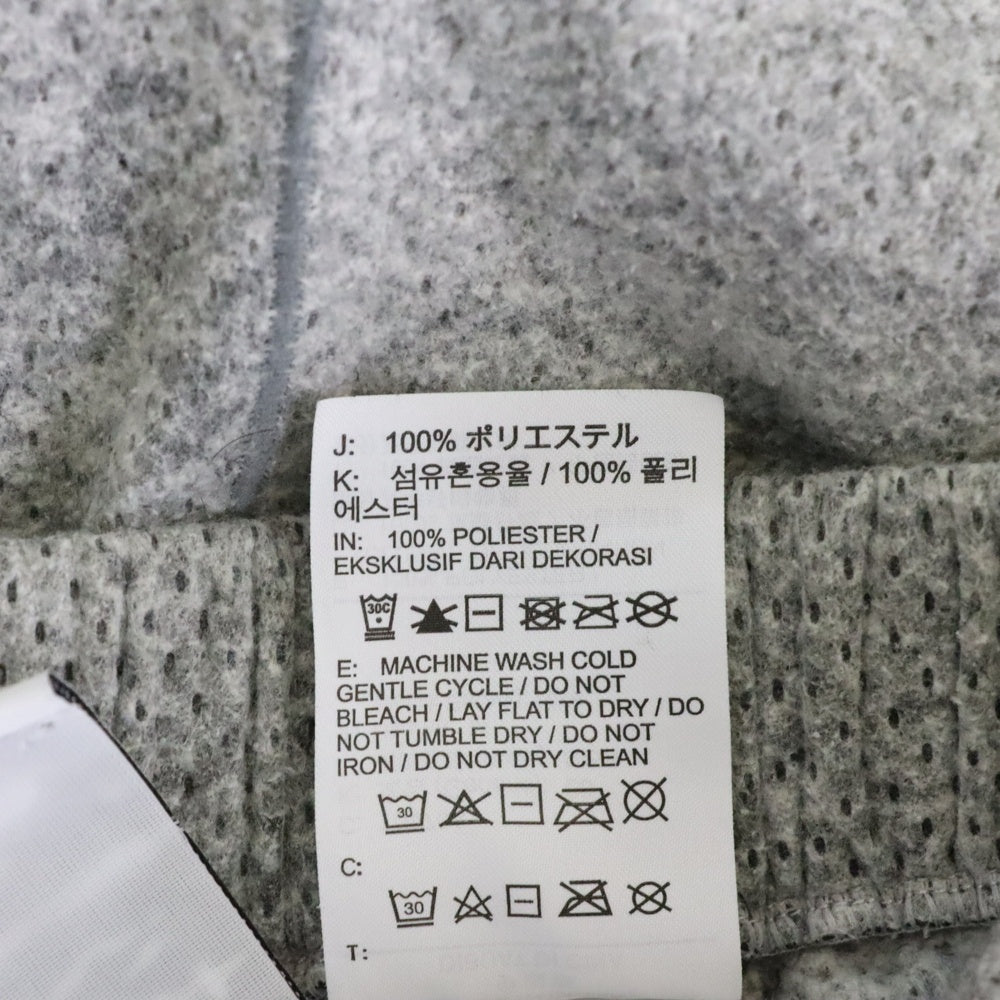 J: 100% ポリエステル
K: 섬유혼용율 / 100% 폴리
에스터
IN: 100% POLIESTER /
EKSKLUSIF DARI DEKORASI
30C
E: MACHINE WASH COLD
GENTLE CYCLE / DO NOT
BLEACH / LAY FLAT TO DRY / DO
NOT TUMBLE DRY / DO NOT
IRON / DO NOT DRY CLEAN
30
C:
30
T: